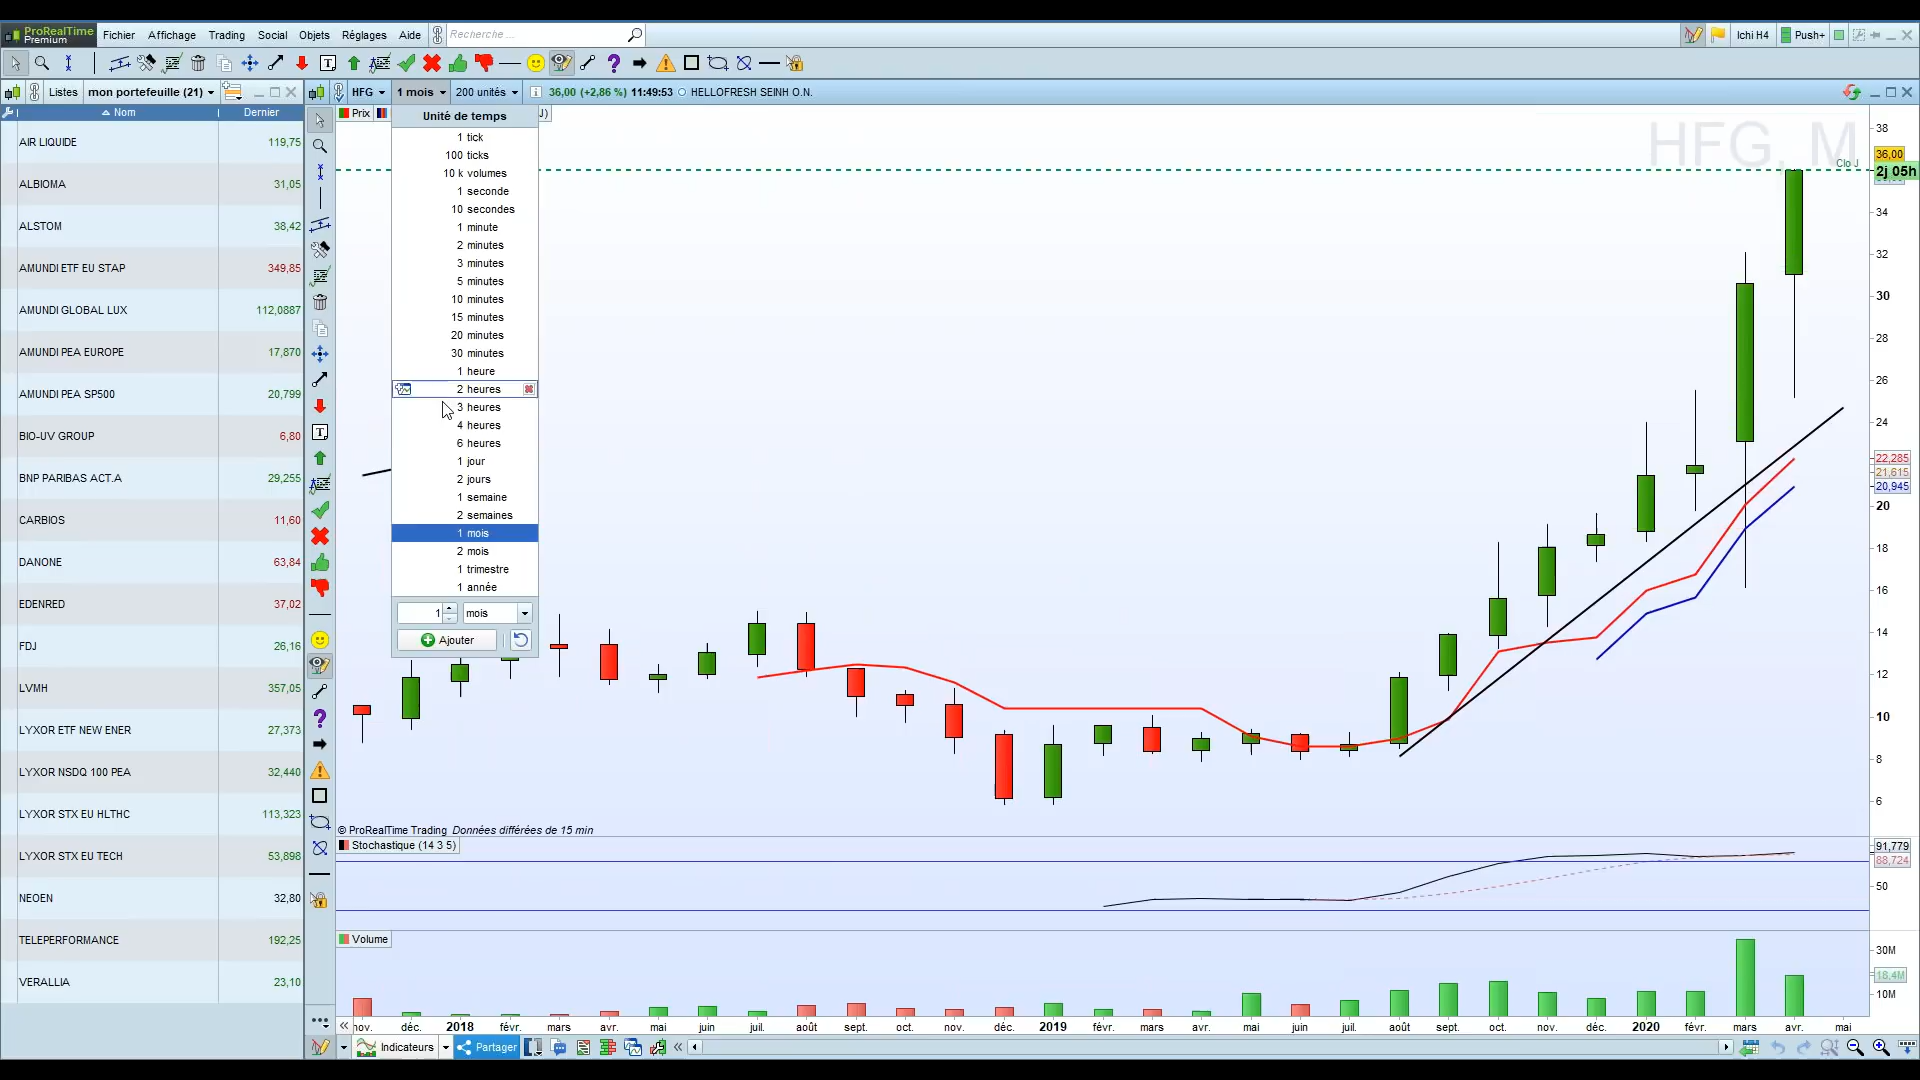 ProRealTime
Premium
Fichier Affichage Trading Social Objets Réglages Aide
Recherche...
Ichi H4 Push+
Listes mon portefeuille (21)
Nom Dernier
AIR LIQUIDE 119,75
ALBIOMA 31,05
ALSTOM 38,42
AMUNDI ETF EU STAP 349,85
AMUNDI GLOBAL LUX 112,0887
AMUNDI PEA EUROPE 17,870
AMUNDI PEA SP500 20,799
BIO-UV GROUP 6,80
BNP PARIBAS ACT.A 29,255
CARBIOS 11,60
DANONE 63,84
EDENRED 37,02
FDJ 26,16
LVMH 357,05
LYXOR ETF NEW ENER 27,373
LYXOR NSDQ 100 PEA 32,440
LYXOR STX EU HLTHC 113,323
LYXOR STX EU TECH 53,898
NEOEN 32,80
TELEPERFORMANCE 192,25
VERALLIA 23,10
HFG 1 mois 200 unités 36,00 (+2,86 %) 11:49:53 HELLOFRESH SEINH O.N.
Prix
J)
Unité de temps
1 tick
100 ticks
10 k volumes
1 seconde
10 secondes
1 minute
2 minutes
3 minutes
5 minutes
10 minutes
15 minutes
20 minutes
30 minutes
1 heure
2 heures
3 heures
4 heures
6 heures
1 jour
2 jours
1 semaine
2 semaines
1 mois
2 mois
1 trimestre
1 année
1 mois
Ajouter
HFG, M
Clo J
38
36,00
2j 05h
34
32
30
28
26
24
22,285
21,615
20,945
20
18
16
14
12
10
8
6
© ProRealTime Trading Données différées de 15 min
Stochastique (14 3 5)
91,779
88,724
50
Volume
30M
18,4M
10M
nov. déc. 2018 févr. mars avr. mai juin juil. août sept. oct. nov. déc. 2019 févr. mars avr. mai juin juil. août sept. oct. nov. déc. 2020 févr. mars avr. mai
Indicateurs Partager